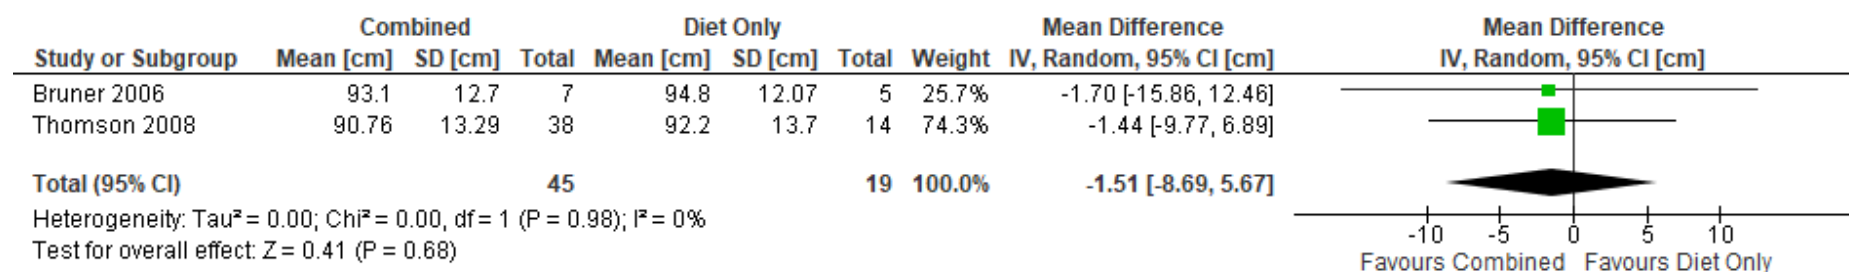 Combined Diet Only Mean Difference Mean Difference
Study or Subgroup Mean [cm] SD [cm] Total Mean [cm] SD [cm] Total Weight IV, Random, 95% CI [cm] IV, Random, 95% CI [cm]
Bruner 2006 93.1 12.7 7 94.8 12.07 5 25.7% -1.70 [-15.86, 12.46]
Thomson 2008 90.76 13.29 38 92.2 13.7 14 74.3% -1.44 [-9.77, 6.89]
Total (95% CI) 45 19 100.0% -1.51 [-8.69, 5.67]
Heterogeneity: Tau² = 0.00; Chi² = 0.00, df = 1 (P = 0.98); I² = 0%
Test for overall effect: Z = 0.41 (P = 0.68)
-10 -5 0 5 10
Favours Combined Favours Diet Only